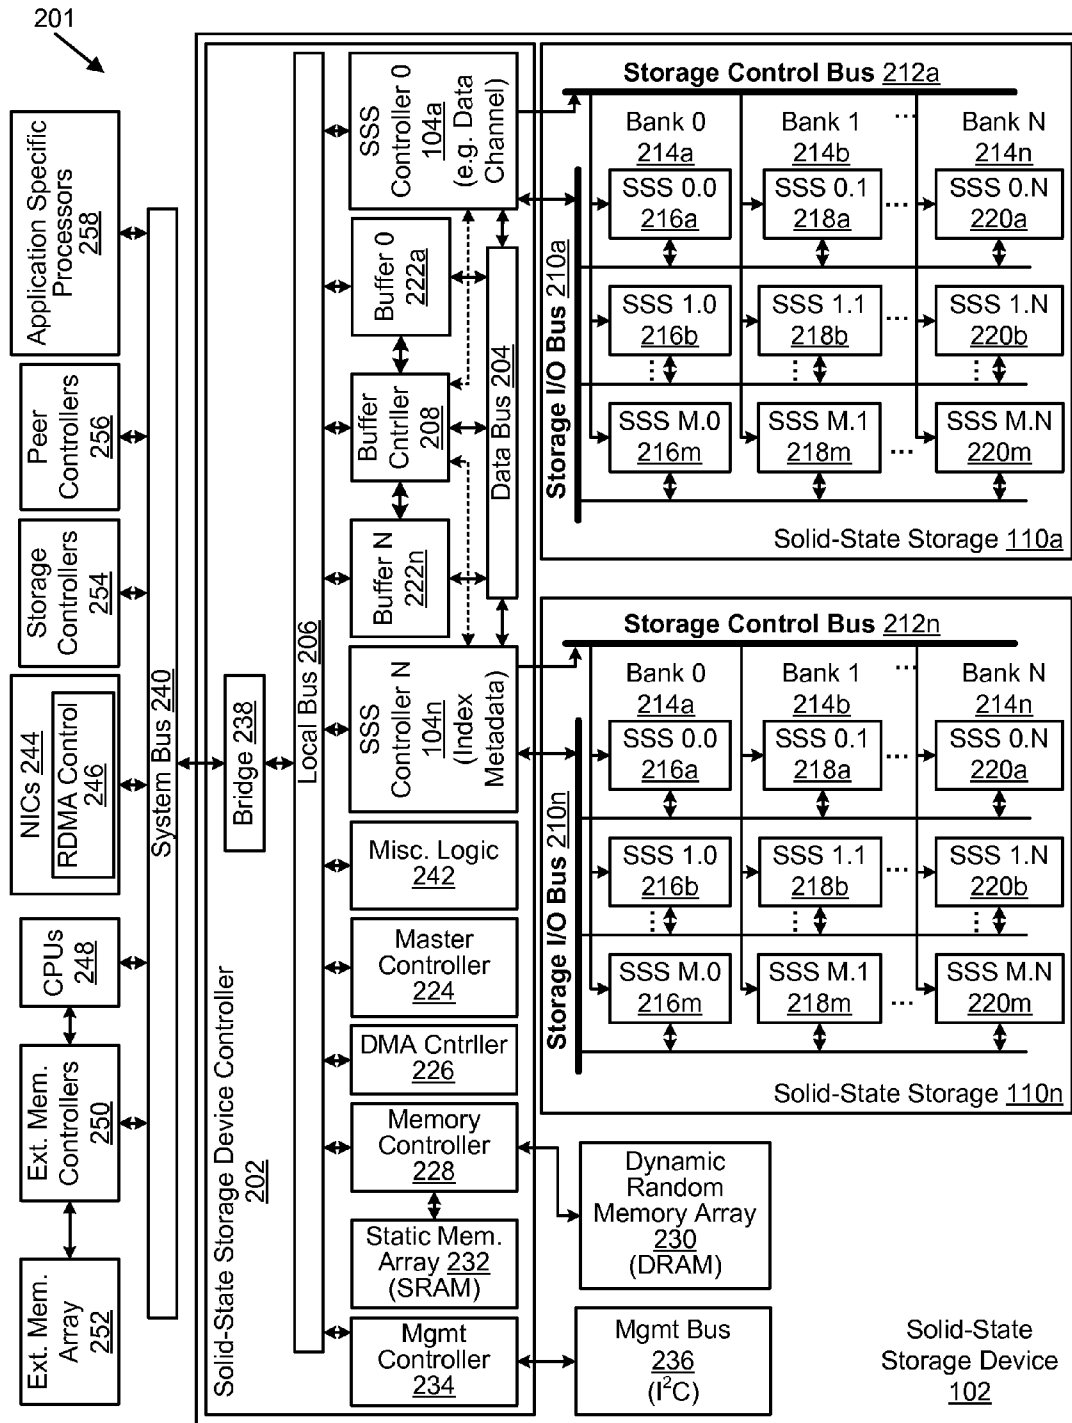 201
Application Specific
Processors
258
Peer
Controllers
256
Storage
Controllers
254
NICs 244
RDMA Control
246
CPUs
248
Ext. Mem.
Controllers
250
Ext. Mem.
Array
252
System Bus 240
Bridge 238
Solid-State Storage Device Controller
202
Local Bus 206
SSS
Controller 0
104a
(e.g. Data
Channel)
Buffer 0
222a
Buffer
Cntrller
208
Buffer N
222n
Data Bus 204
SSS
Controller N
104n
(Index
Metadata)
Misc. Logic
242
Master
Controller
224
DMA Cntrller
226
Memory
Controller
228
Static Mem.
Array 232
(SRAM)
Mgmt
Controller
234
Storage Control Bus 212a
Bank 0
214a
Bank 1
214b
...
Bank N
214n
Storage I/O Bus 210a
SSS 0.0
216a
SSS 0.1
218a
...
SSS 0.N
220a
SSS 1.0
216b
SSS 1.1
218b
...
SSS 1.N
220b
...
...
...
SSS M.0
216m
SSS M.1
218m
...
SSS M.N
220m
Solid-State Storage 110a
Storage Control Bus 212n
Bank 0
214a
Bank 1
214b
...
Bank N
214n
Storage I/O Bus 210n
SSS 0.0
216a
SSS 0.1
218a
...
SSS 0.N
220a
SSS 1.0
216b
SSS 1.1
218b
...
SSS 1.N
220b
...
...
...
SSS M.0
216m
SSS M.1
218m
...
SSS M.N
220m
Solid-State Storage 110n
Dynamic
Random
Memory Array
230
(DRAM)
Mgmt Bus
236
(I²C)
Solid-State
Storage Device
102